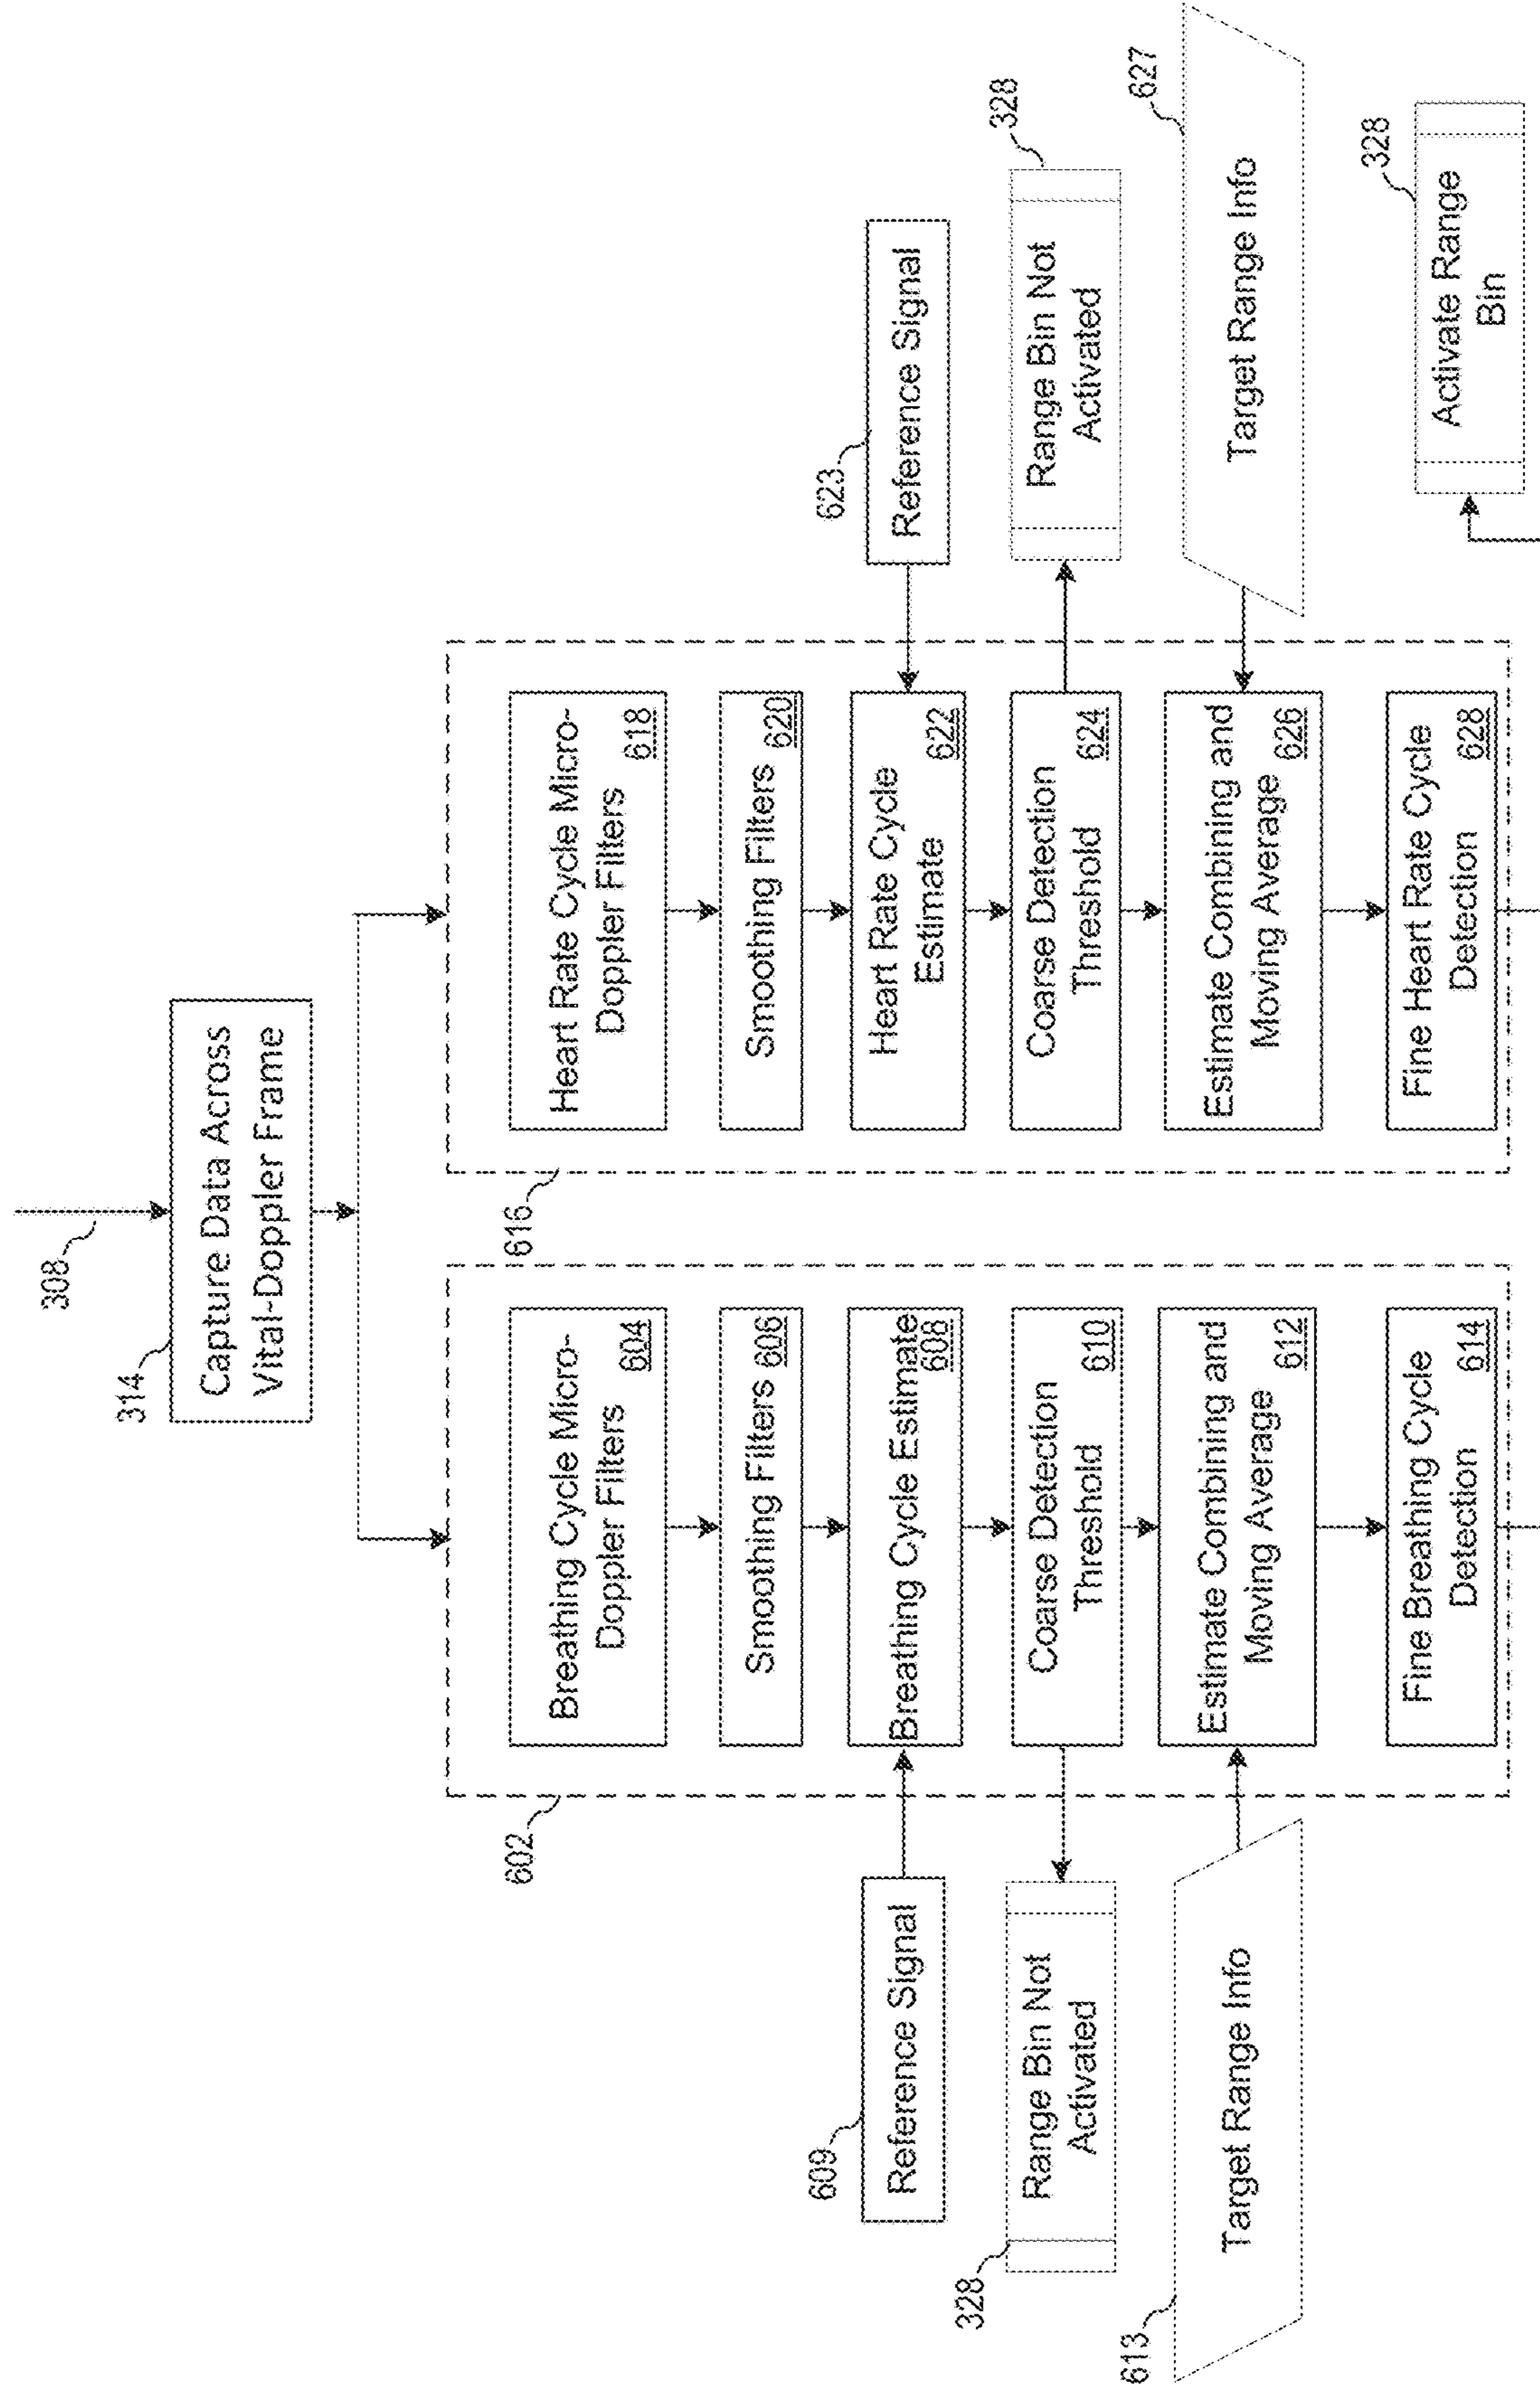 308
314
Capture Data Across
Vital-Doppler Frame
602
Breathing Cycle Micro-
Doppler Filters
604
Smoothing Filters 606
609
Reference Signal
Breathing Cycle Estimate
608
328
Range Bin Not
Activated
Coarse Detection
Threshold
610
613
Target Range Info
Estimate Combining and
Moving Average
612
Fine Breathing Cycle
Detection
614
616
Heart Rate Cycle Micro-
Doppler Filters
618
Smoothing Filters 620
Heart Rate Cycle
Estimate
622
623
Reference Signal
Coarse Detection
Threshold
624
328
Range Bin Not
Activated
Estimate Combining and
Moving Average
626
627
Target Range Info
Fine Heart Rate Cycle
Detection
628
328
Activate Range
Bin